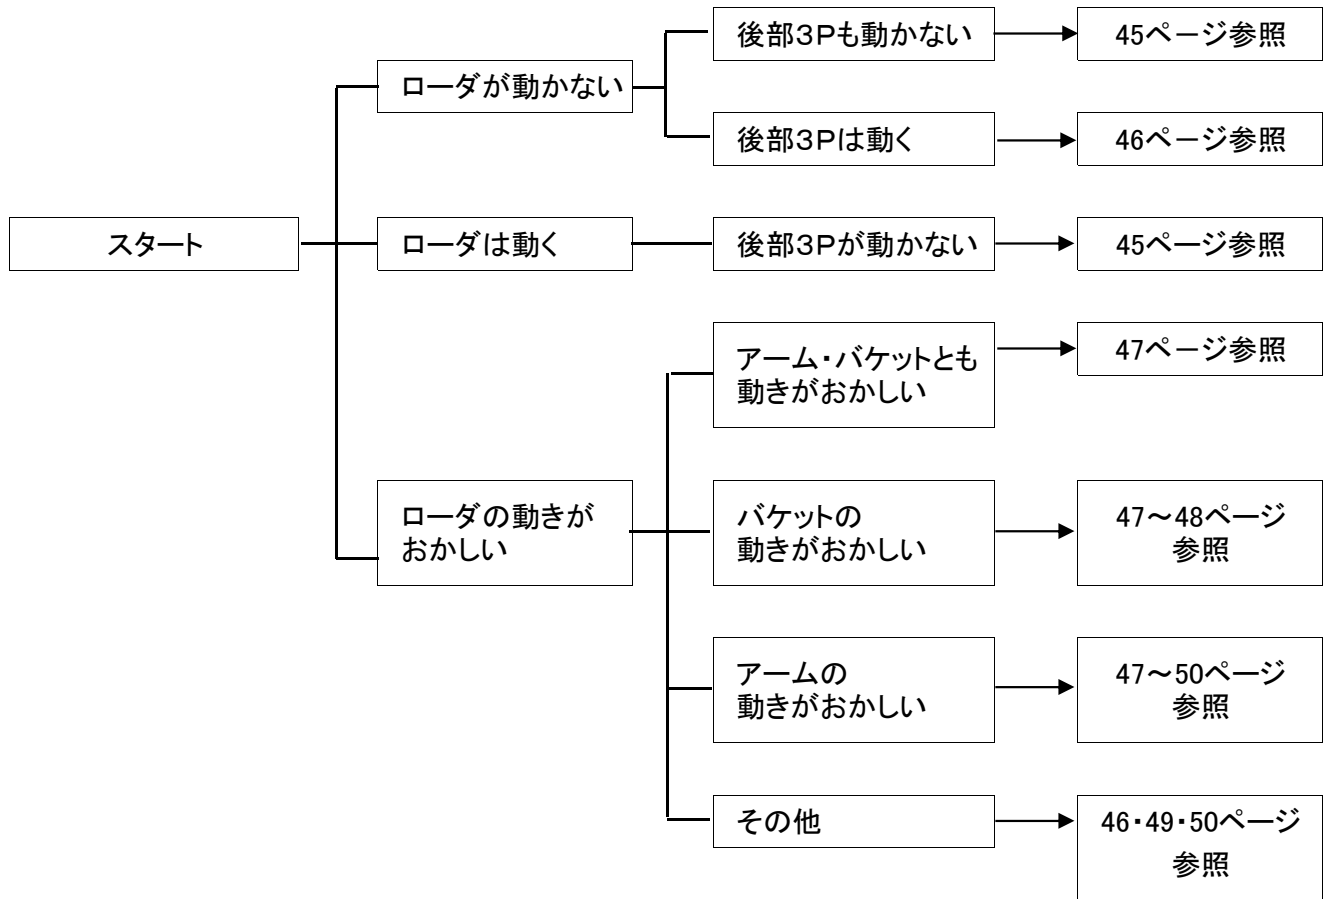 後部３Ｐも動かない
45ページ参照
ローダが動かない
後部３Ｐは動く
46ページ参照
スタート
ローダは動く
後部３Ｐが動かない
45ページ参照
アーム・バケットとも
動きがおかしい
47ページ参照
ローダの動きが
おかしい
バケットの
動きがおかしい
47～48ページ
参照
アームの
動きがおかしい
47～50ページ
参照
その他
46・49・50ページ
参照